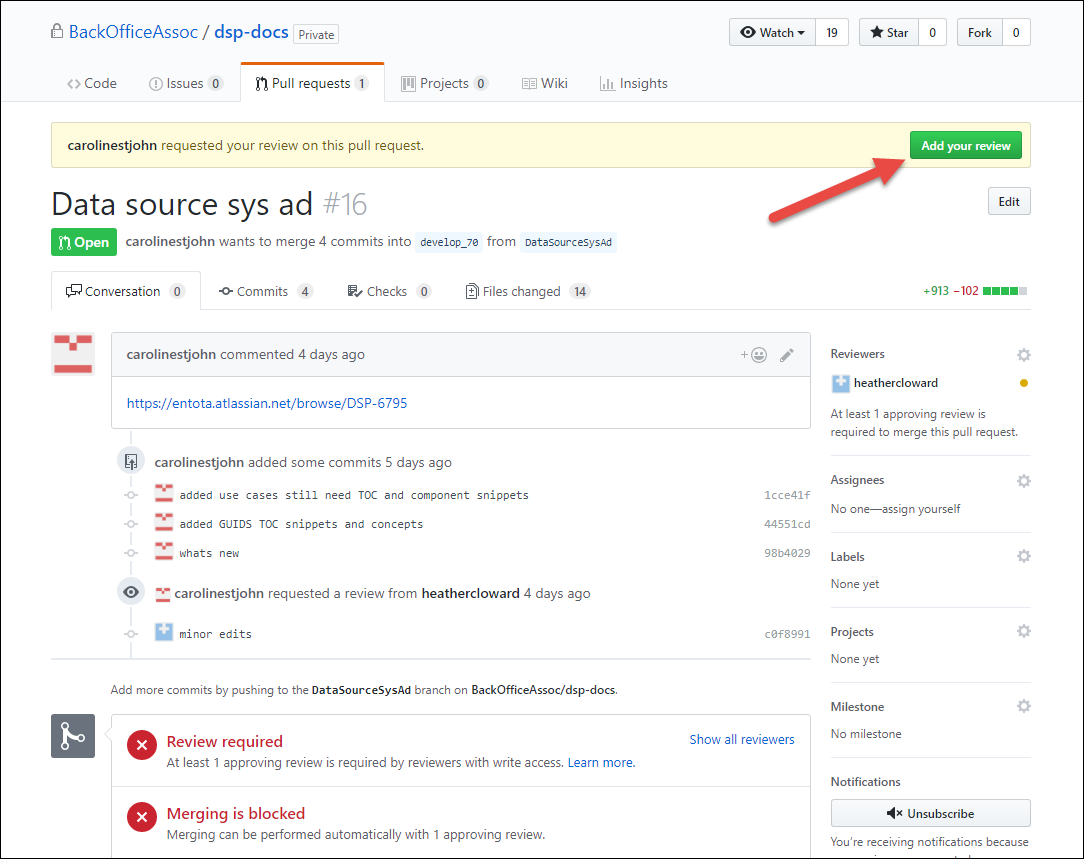 BackOfficeAssoc / dsp-docs Private
Watch 19 Star 0 Fork 0
Code Issues 0 Pull requests 1 Projects 0 Wiki Insights
carolinestjohn requested your review on this pull request. Add your review
Data source sys ad #16 Edit
Open carolinestjohn wants to merge 4 commits into develop_70 from DataSourceSysAd
Conversation 0 Commits 4 Checks 0 Files changed 14 +913 −102
carolinestjohn commented 4 days ago
https://entota.atlassian.net/browse/DSP-6795
carolinestjohn added some commits 5 days ago
added use cases still need TOC and component snippets 1cce41f
added GUIDS TOC snippets and concepts 44551cd
whats new 98b4029
carolinestjohn requested a review from heathercloward 4 days ago
minor edits c0f8991
Add more commits by pushing to the DataSourceSysAd branch on BackOfficeAssoc/dsp-docs.
Review required Show all reviewers
At least 1 approving review is required by reviewers with write access. Learn more.
Merging is blocked
Merging can be performed automatically with 1 approving review.
Reviewers
heathercloward
At least 1 approving review is
required to merge this pull request.
Assignees
No one—assign yourself
Labels
None yet
Projects
None yet
Milestone
No milestone
Notifications
Unsubscribe
You're receiving notifications because